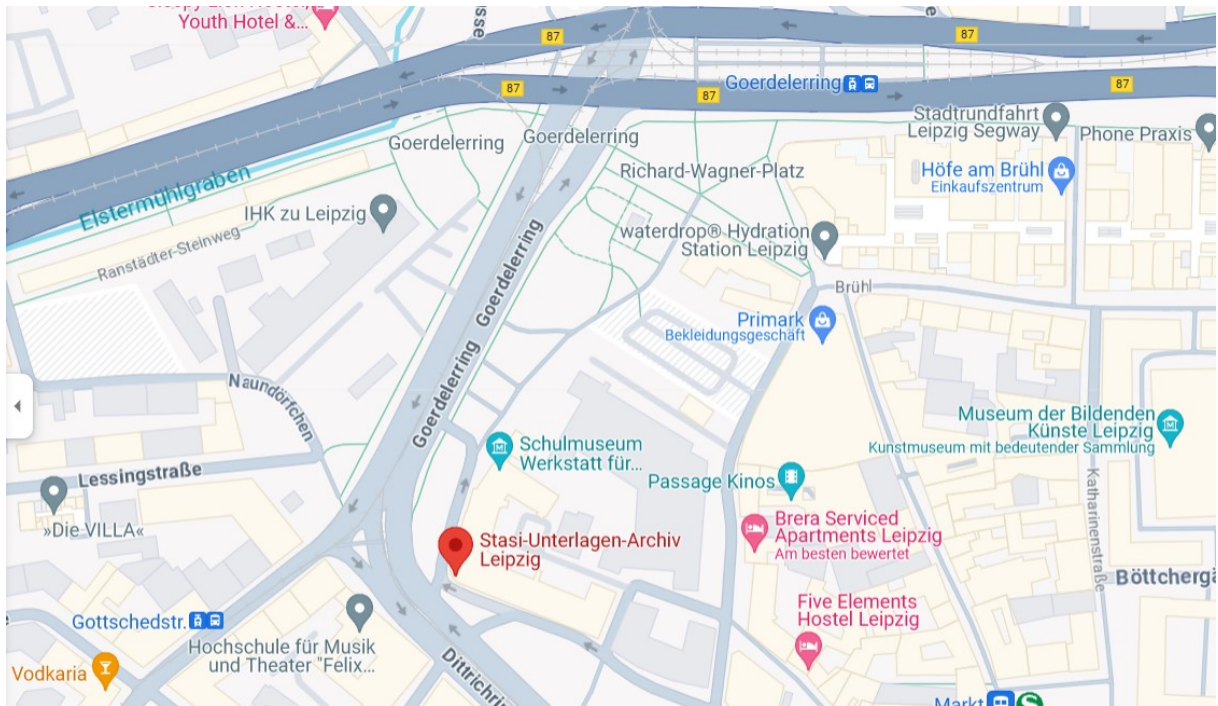 Youth Hotel &...
87
87
87
87
87
Goerdelerring
Stadtrundfahrt
Leipzig Segway
Phone Praxis
Goerdelerring
Goerdelerring
Richard-Wagner-Platz
Höfe am Brühl
Einkaufszentrum
Elstermühlgraben
IHK zu Leipzig
Ranstädter-Steinweg
waterdrop® Hydration
Station Leipzig
Goerdelerring
Brühl
Primark
Bekleidungsgeschäft
Goerdelerring
Naundörfchen
Museum der Bildenden
Künste Leipzig
Kunstmuseum mit bedeutender Sammlung
Schulmuseum
Werkstatt für...
Lessingstraße
Passage Kinos
»Die VILLA«
Brera Serviced
Apartments Leipzig
Am besten bewertet
Katharinenstraße
Stasi-Unterlagen-Archiv
Leipzig
Five Elements
Hostel Leipzig
Gottschedstr.
Hochschule für Musik
und Theater "Felix...
Vodkaria
Markt
S